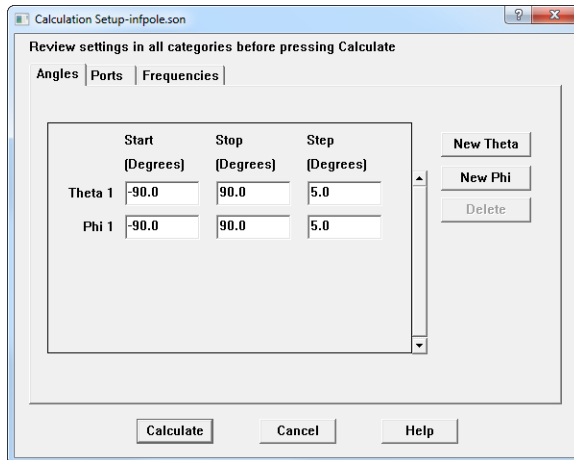 Calculation Setup-infpole.son
Review settings in all categories before pressing Calculate
Angles Ports Frequencies
Start Stop Step
(Degrees) (Degrees) (Degrees)
Theta 1 -90.0 90.0 5.0
Phi 1 -90.0 90.0 5.0
New Theta
New Phi
Delete
Calculate Cancel Help